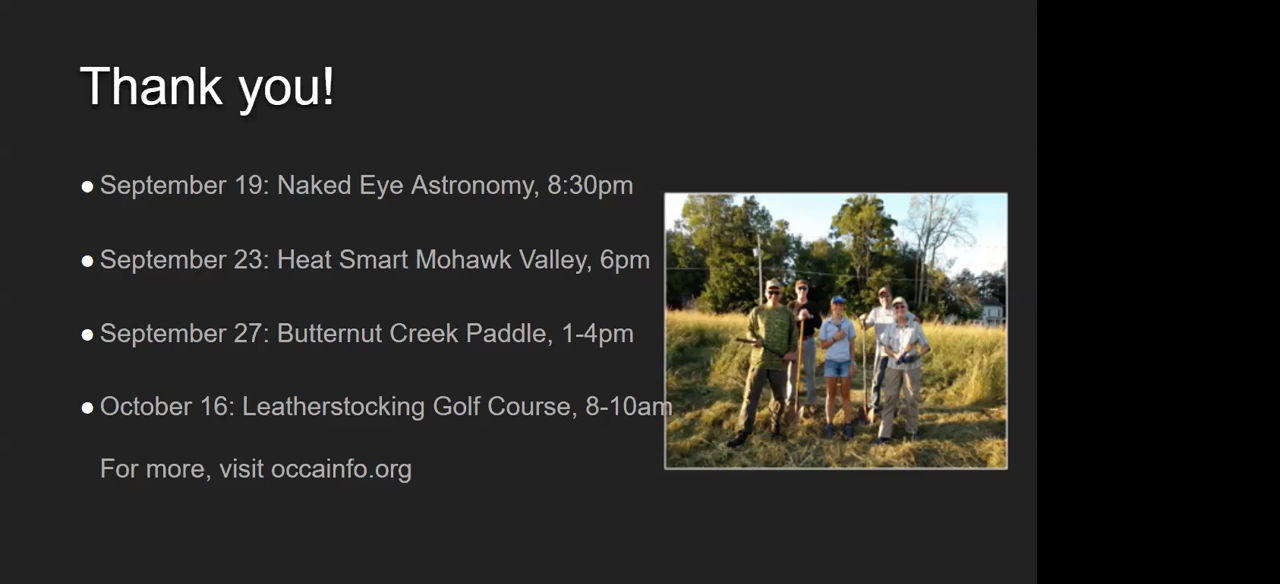 Thank you!
● September 19: Naked Eye Astronomy, 8:30pm
● September 23: Heat Smart Mohawk Valley, 6pm
● September 27: Butternut Creek Paddle, 1-4pm
● October 16: Leatherstocking Golf Course, 8-10am
For more, visit occainfo.org